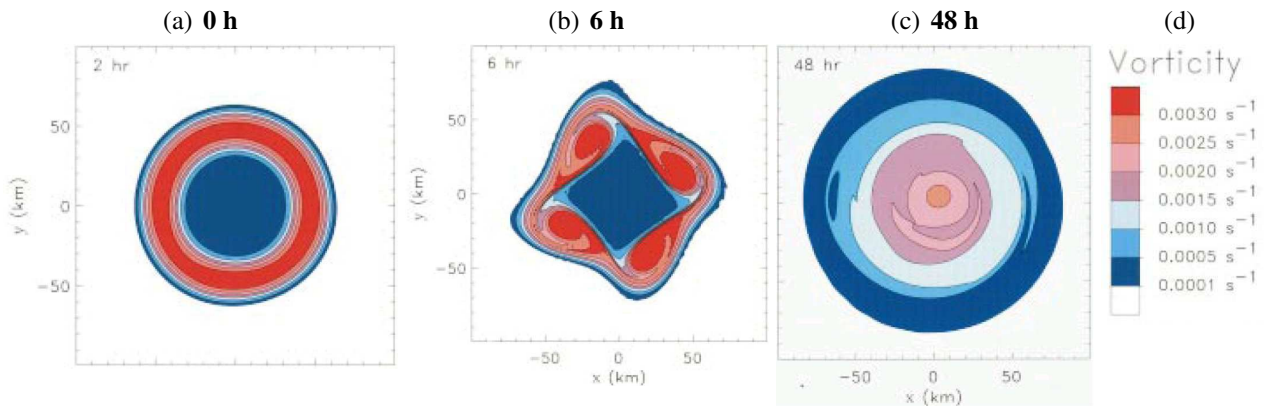 (a) 0 h
(b) 6 h
(c) 48 h
(d)
2 hr
y (km)
50
0
−50
6 hr
y (km)
50
0
−50
−50 0 50
x (km)
48 hr
−50 0 50
x (km)
Vorticity
0.0030 s⁻¹
0.0025 s⁻¹
0.0020 s⁻¹
0.0015 s⁻¹
0.0010 s⁻¹
0.0005 s⁻¹
0.0001 s⁻¹